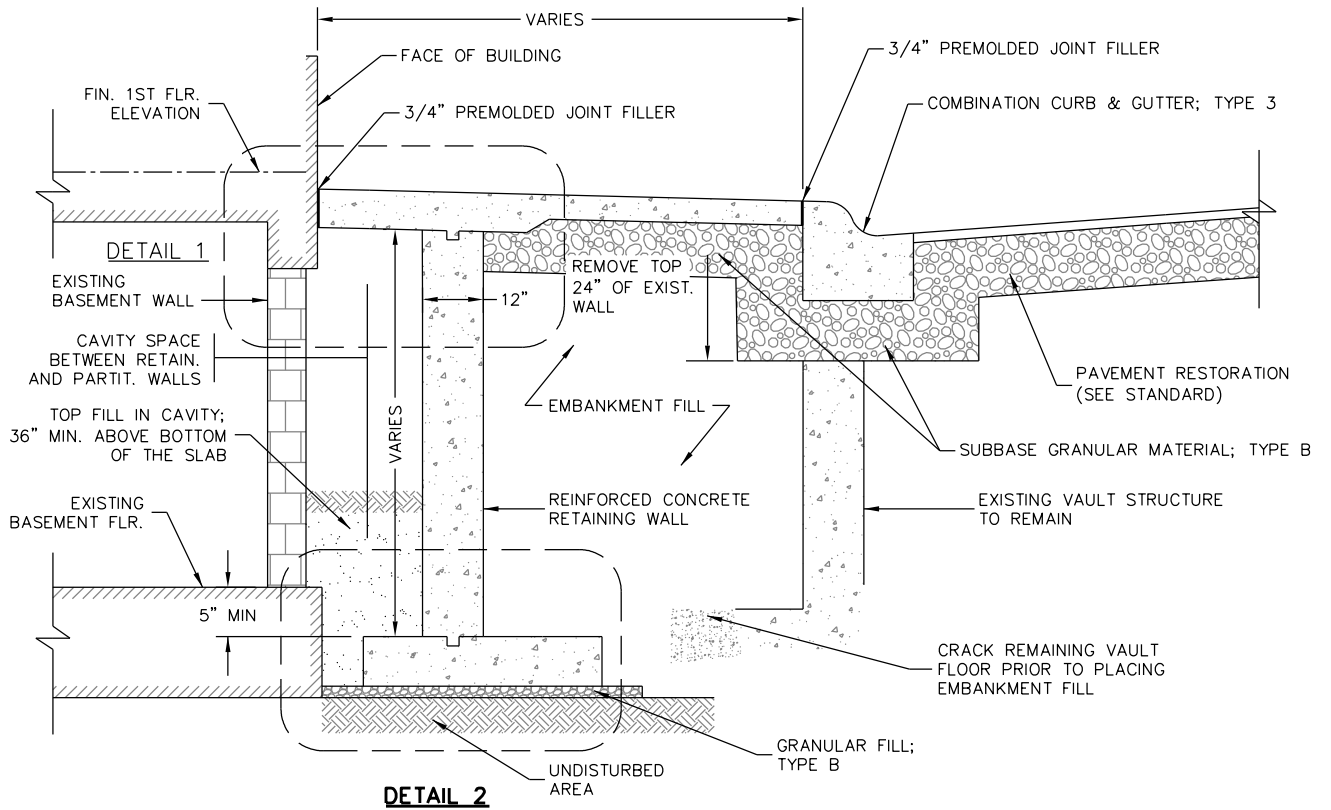 VARIES
FACE OF BUILDING
3/4" PREMOLDED JOINT FILLER
FIN. 1ST FLR.
ELEVATION
3/4" PREMOLDED JOINT FILLER
COMBINATION CURB & GUTTER; TYPE 3
DETAIL 1
EXISTING
BASEMENT WALL
REMOVE TOP
24" OF EXIST.
WALL
12"
CAVITY SPACE
BETWEEN RETAIN.
AND PARTIT. WALLS
PAVEMENT RESTORATION
(SEE STANDARD)
TOP FILL IN CAVITY;
36" MIN. ABOVE BOTTOM
OF THE SLAB
VARIES
EMBANKMENT FILL
SUBBASE GRANULAR MATERIAL; TYPE B
EXISTING
BASEMENT FLR.
REINFORCED CONCRETE
RETAINING WALL
EXISTING VAULT STRUCTURE
TO REMAIN
5" MIN
CRACK REMAINING VAULT
FLOOR PRIOR TO PLACING
EMBANKMENT FILL
GRANULAR FILL;
TYPE B
UNDISTURBED
AREA
DETAIL 2